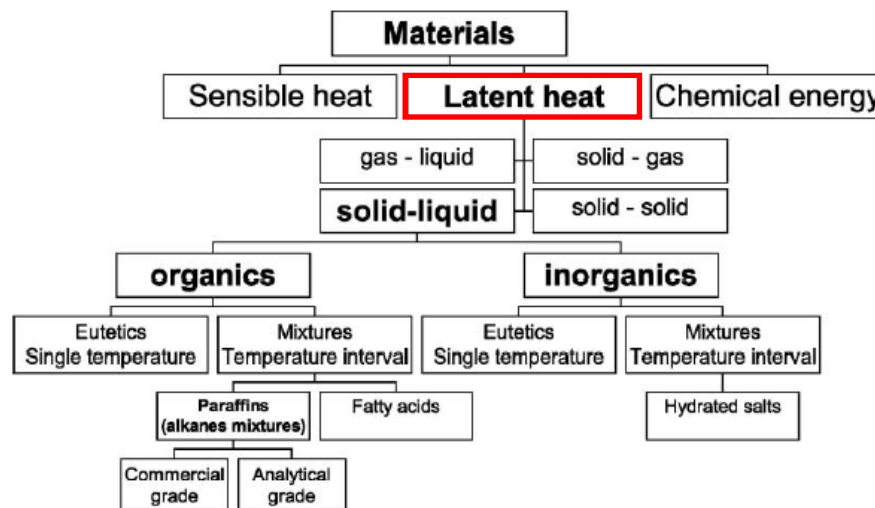 Materials
Sensible heat
Latent heat
Chemical energy
gas - liquid
solid - gas
solid-liquid
solid - solid
organics
inorganics
Eutetics
Single temperature
Mixtures
Temperature interval
Eutetics
Single temperature
Mixtures
Temperature interval
Paraffins
(alkanes mixtures)
Fatty acids
Hydrated salts
Commercial
grade
Analytical
grade